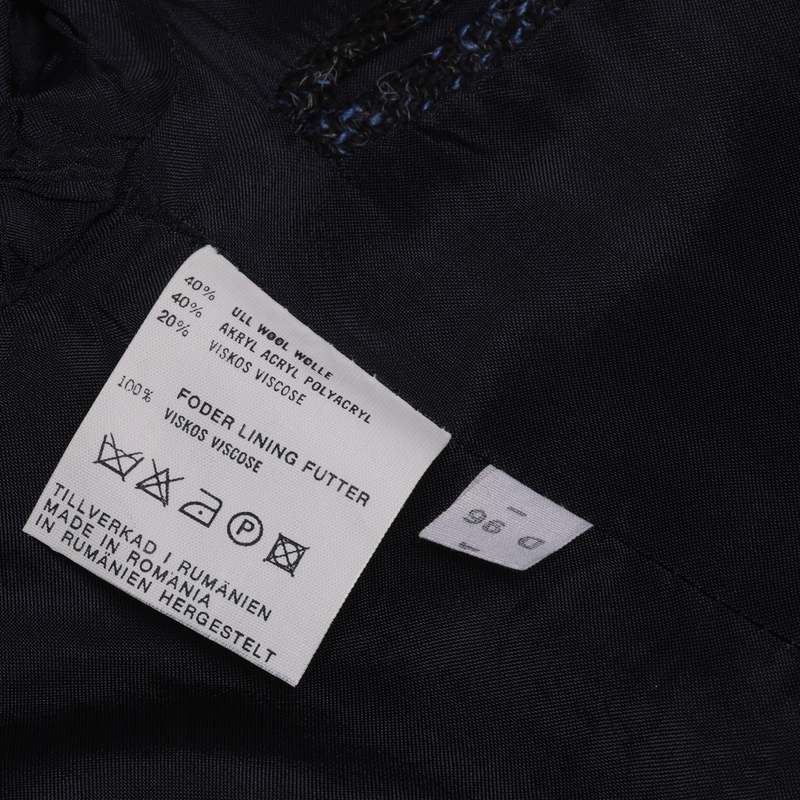 40% ULL WOOL WOLLE
40% AKRYL ACRYL POLYACRYL
20% VISKOS VISCOSE
100% FODER LINING FUTTER
VISKOS VISCOSE
P
TILLVERKAD I RUMÄNIEN
MADE IN ROMANIA
IN RUMÄNIEN HERGESTELT
D 96